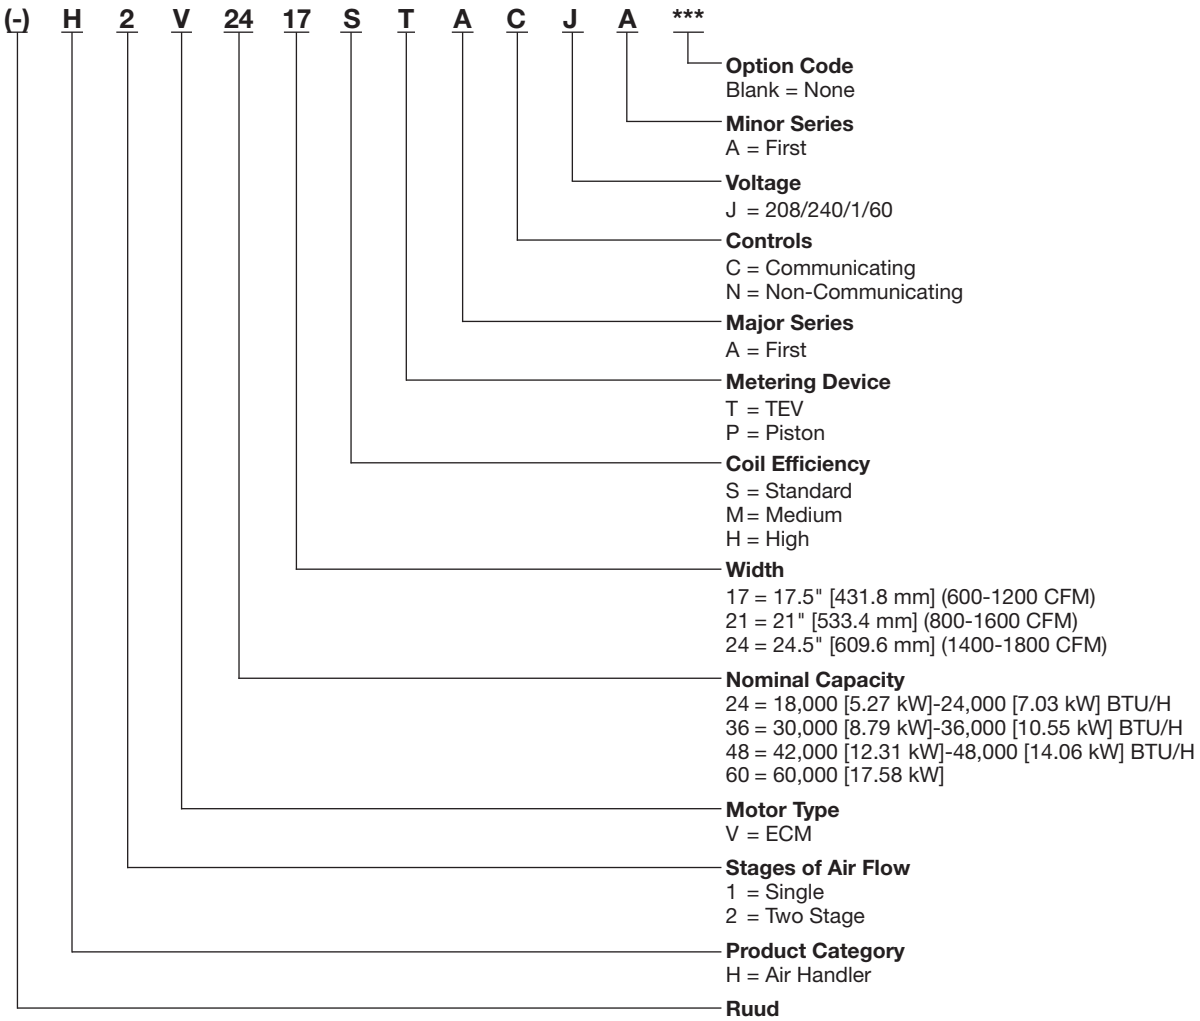 (-) H 2 V 24 17 S T A C J A ***
Option Code
Blank = None
Minor Series
A = First
Voltage
J = 208/240/1/60
Controls
C = Communicating
N = Non-Communicating
Major Series
A = First
Metering Device
T = TEV
P = Piston
Coil Efficiency
S = Standard
M = Medium
H = High
Width
17 = 17.5" [431.8 mm] (600-1200 CFM)
21 = 21" [533.4 mm] (800-1600 CFM)
24 = 24.5" [609.6 mm] (1400-1800 CFM)
Nominal Capacity
24 = 18,000 [5.27 kW]-24,000 [7.03 kW] BTU/H
36 = 30,000 [8.79 kW]-36,000 [10.55 kW] BTU/H
48 = 42,000 [12.31 kW]-48,000 [14.06 kW] BTU/H
60 = 60,000 [17.58 kW]
Motor Type
V = ECM
Stages of Air Flow
1 = Single
2 = Two Stage
Product Category
H = Air Handler
Ruud